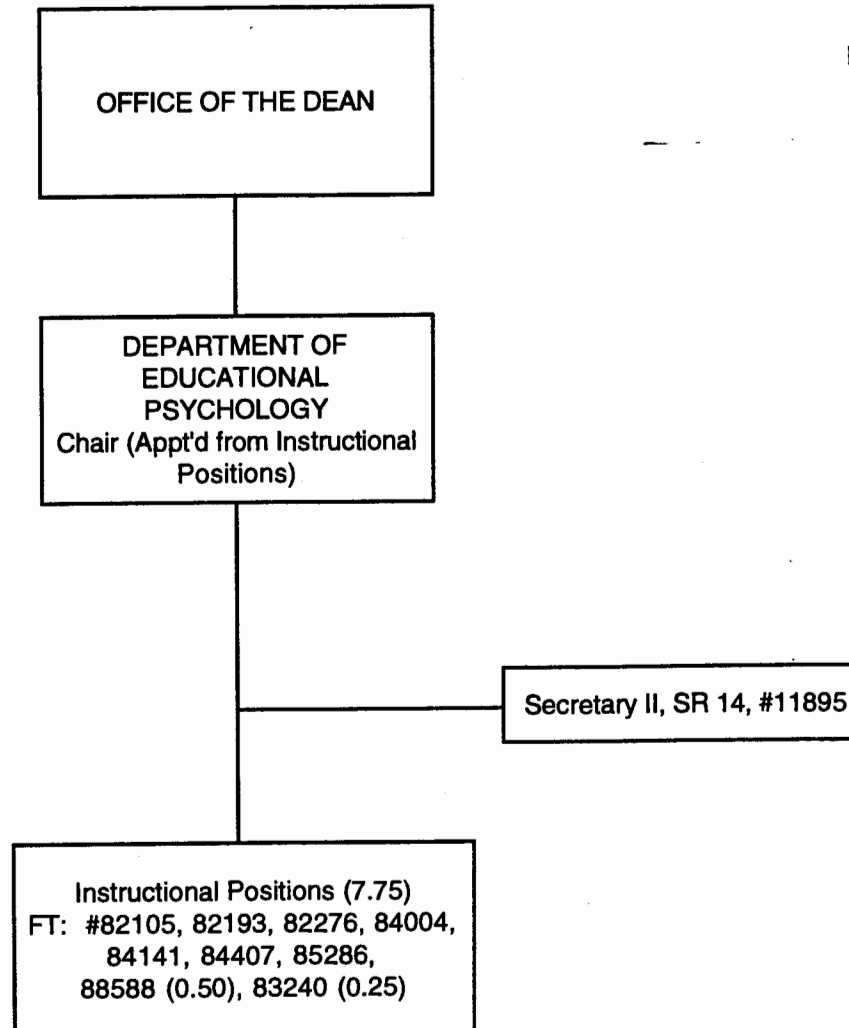 OFFICE OF THE DEAN
DEPARTMENT OF
EDUCATIONAL
PSYCHOLOGY
Chair (Appt'd from Instructional
Positions)
Secretary II, SR 14, #11895
Instructional Positions (7.75)
FT: #82105, 82193, 82276, 84004,
84141, 84407, 85286,
88588 (0.50), 83240 (0.25)